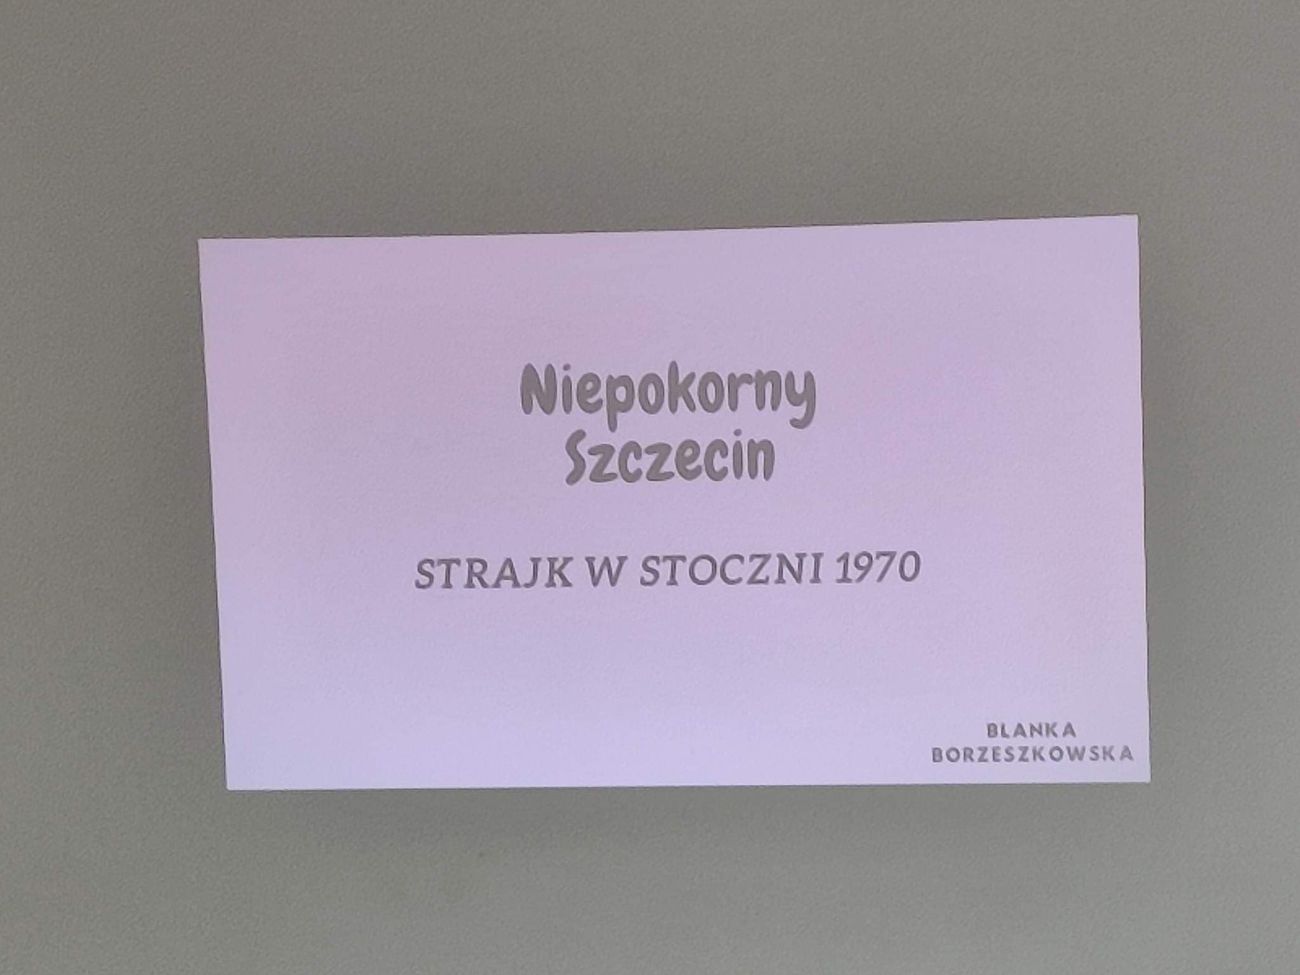 Niepokorny
Szczecin
STRAJK W STOCZNI 1970
BLANKA
BORZESZKOWSKA